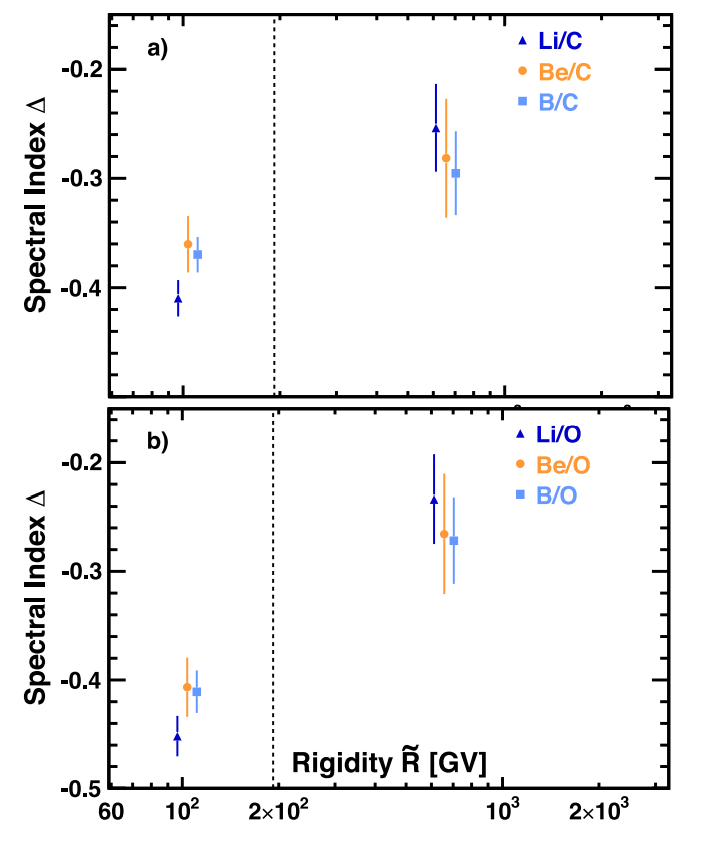 a)
Li/C
Be/C
B/C
-0.2
-0.3
-0.4
Spectral Index Δ
b)
Li/O
Be/O
B/O
-0.2
-0.3
-0.4
-0.5
Spectral Index Δ
Rigidity R̃ [GV]
60 10² 2×10² 10³ 2×10³